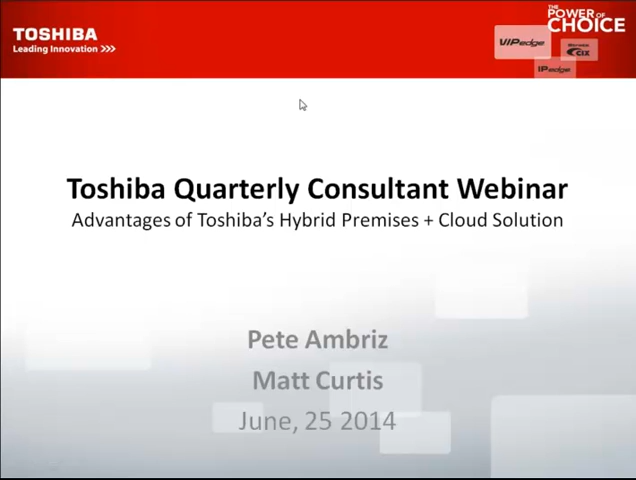 TOSHIBA
Leading Innovation >>>
THE POWER OF CHOICE
VIPedge
CIX
IPedge
Toshiba Quarterly Consultant Webinar
Advantages of Toshiba's Hybrid Premises + Cloud Solution
Pete Ambriz
Matt Curtis
June, 25 2014